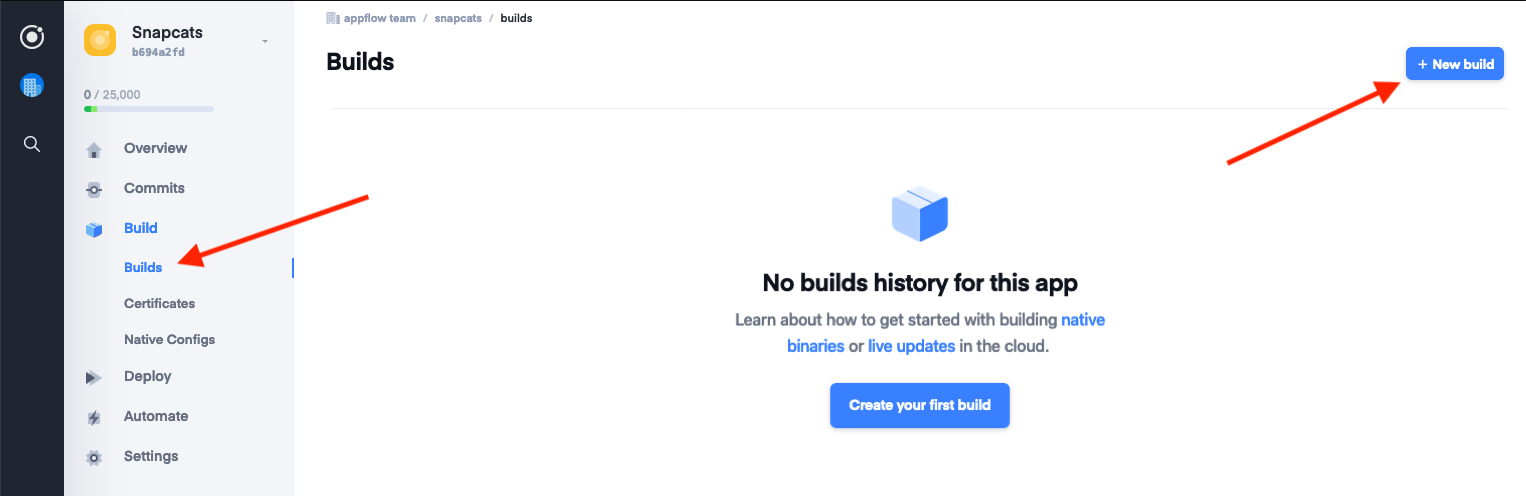 Snapcats
b694a2fd
0 / 25,000
Overview
Commits
Build
Builds
Certificates
Native Configs
Deploy
Automate
Settings
appflow team / snapcats / builds
Builds
+ New build
No builds history for this app
Learn about how to get started with building native
binaries or live updates in the cloud.
Create your first build